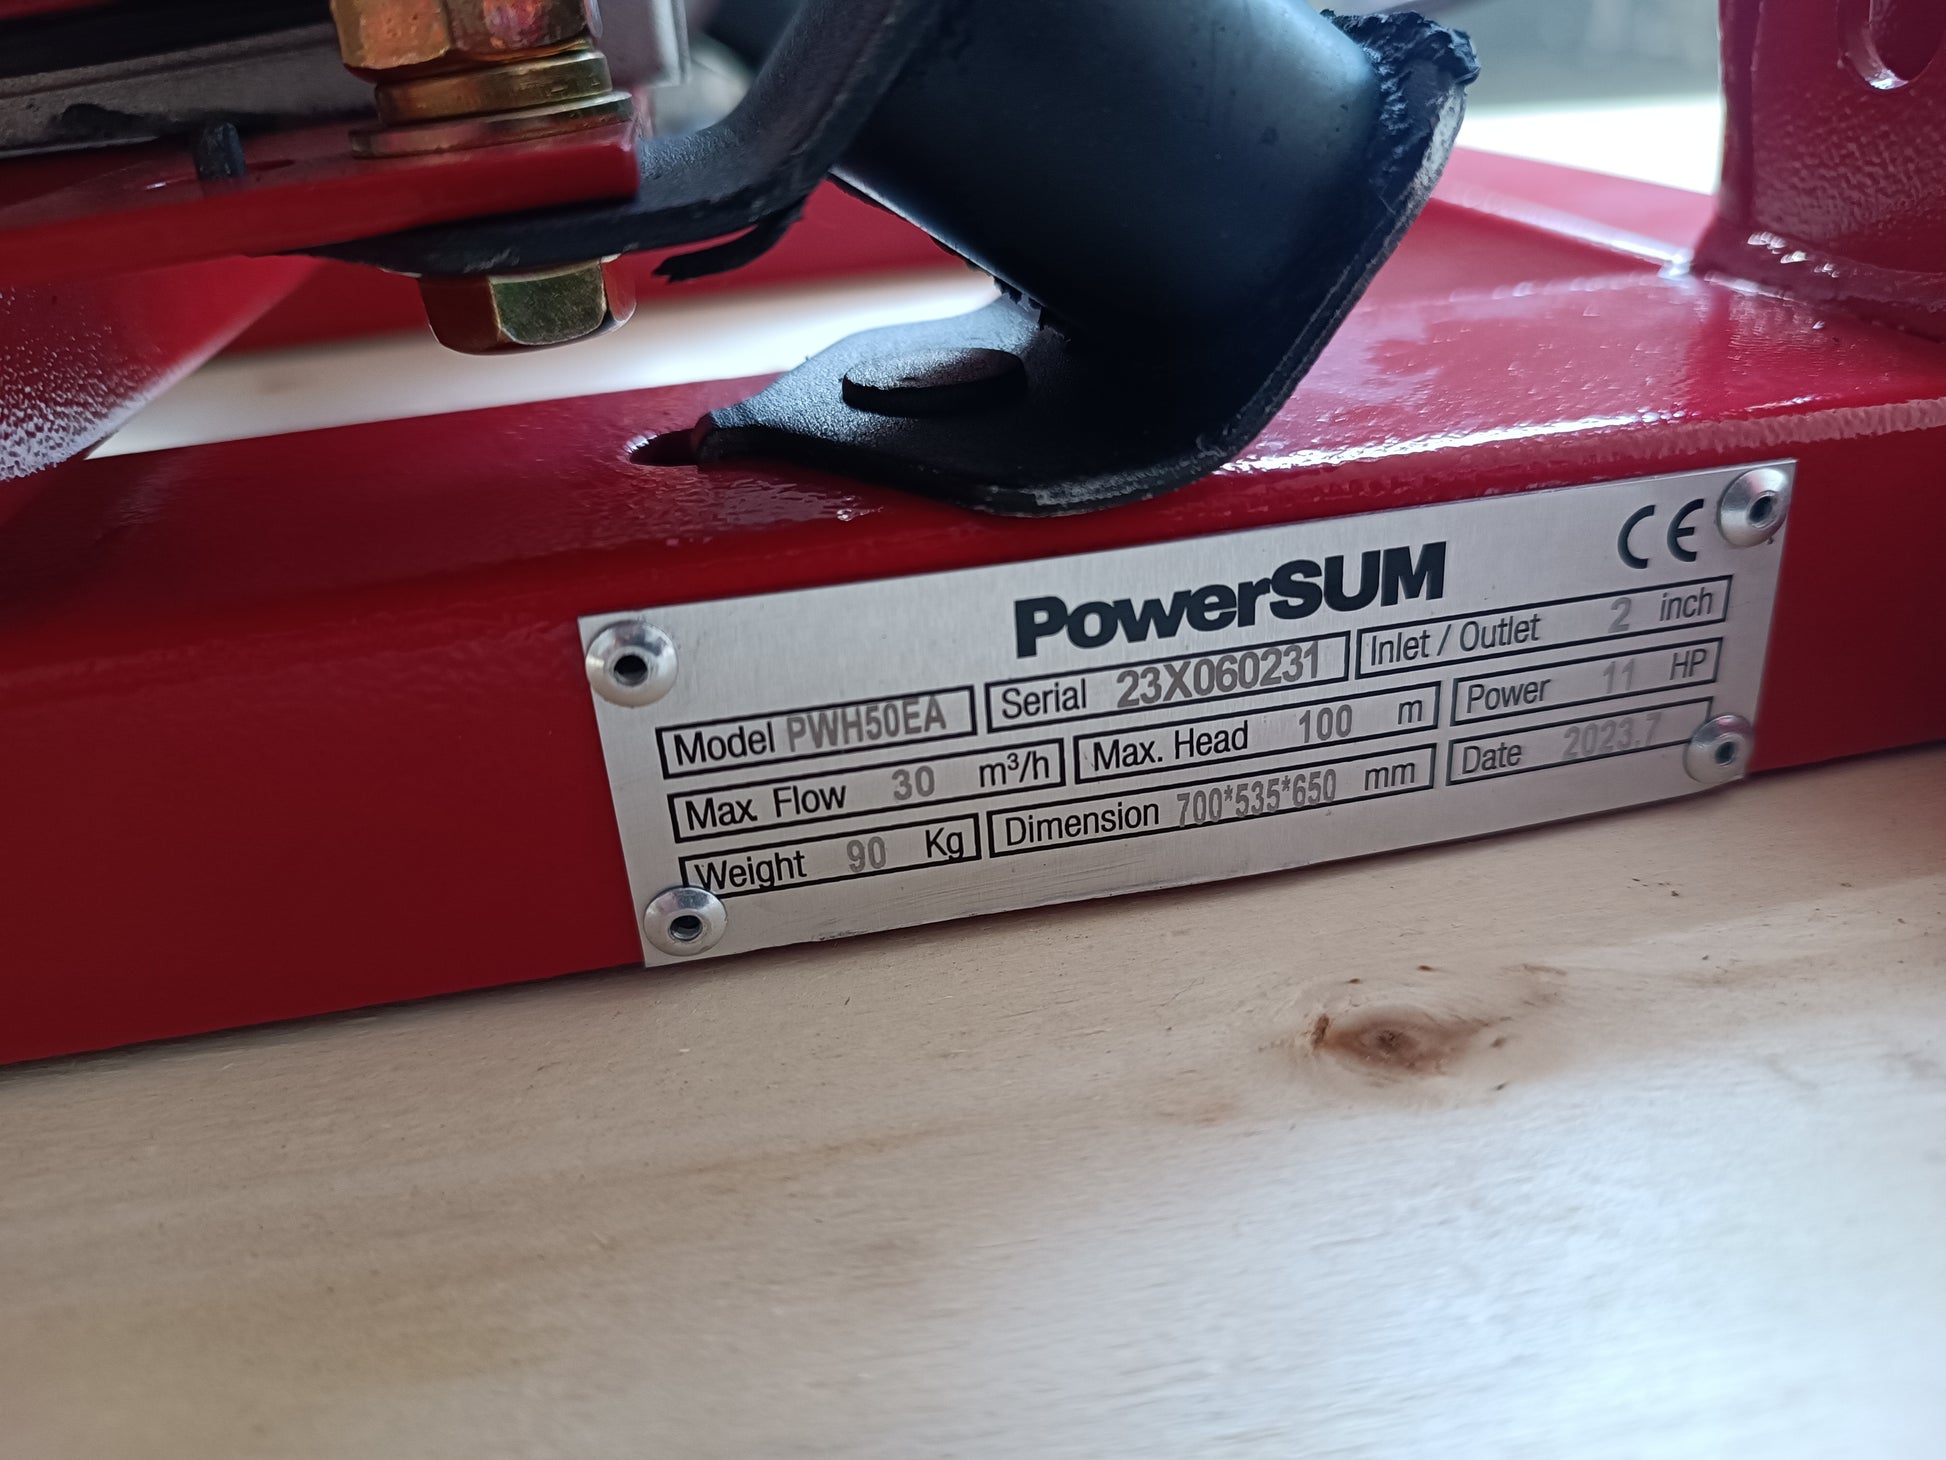 PowerSUM CE
Model PWH50EA Serial 23X060231 Inlet / Outlet 2 inch
Max. Flow 30 m³/h Max. Head 100 m Power 11 HP
Weight 90 Kg Dimension 700*535*650 mm Date 2023.7